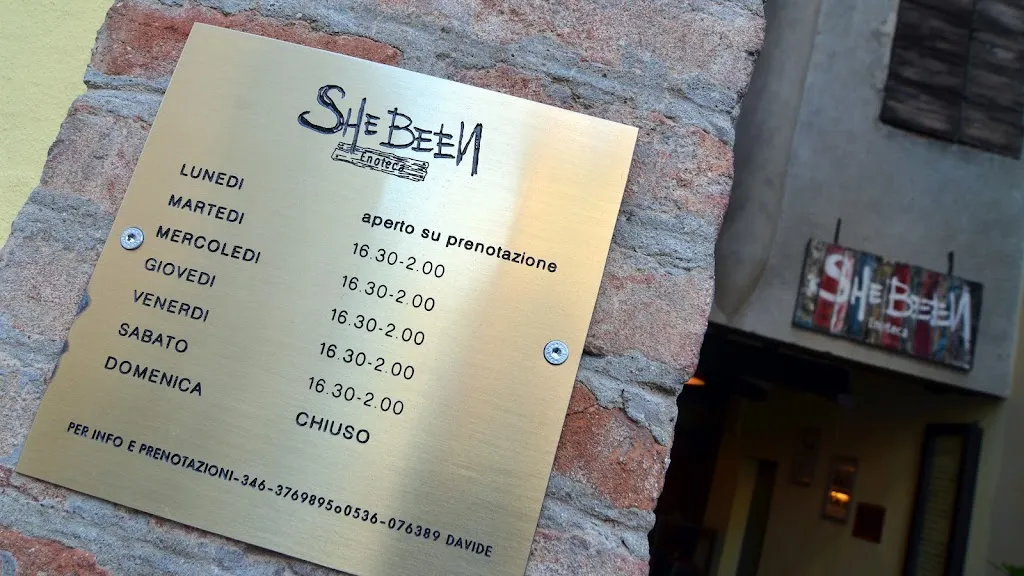 SHEBEEN
Enoteca
LUNEDI aperto su prenotazione
MARTEDI 16.30-2.00
MERCOLEDI 16.30-2.00
GIOVEDI 16.30-2.00
VENERDI 16.30-2.00
SABATO 16.30-2.00
DOMENICA CHIUSO
PER INFO E PRENOTAZIONI-346-3769895o0536-076389 DAVIDE
SHEBEEN
Enoteca